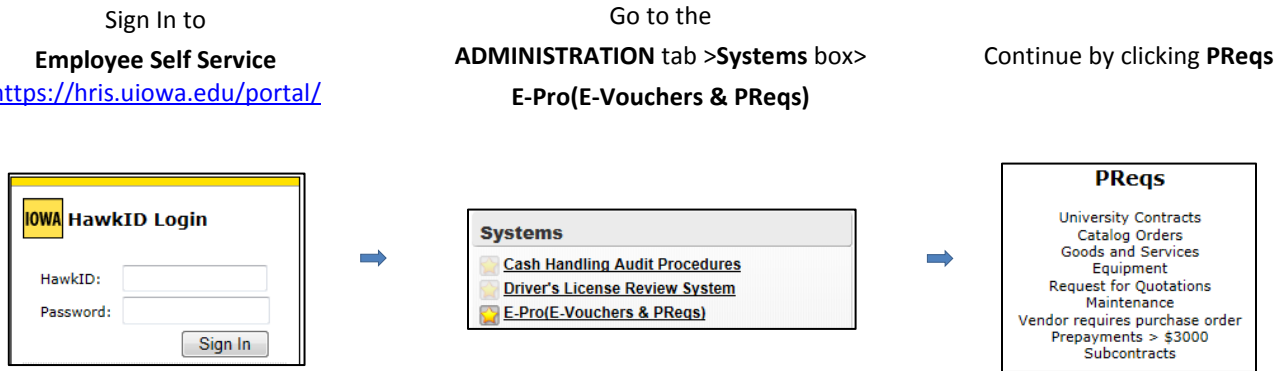 Sign In to
Employee Self Service
https://hris.uiowa.edu/portal/
Go to the
ADMINISTRATION tab >Systems box>
E-Pro(E-Vouchers & PReqs)
Continue by clicking PReqs
IOWA HawkID Login
HawkID:
Password:
Sign In
Systems
Cash Handling Audit Procedures
Driver's License Review System
E-Pro(E-Vouchers & PReqs)
PReqs
University Contracts
Catalog Orders
Goods and Services
Equipment
Request for Quotations
Maintenance
Vendor requires purchase order
Prepayments > $3000
Subcontracts